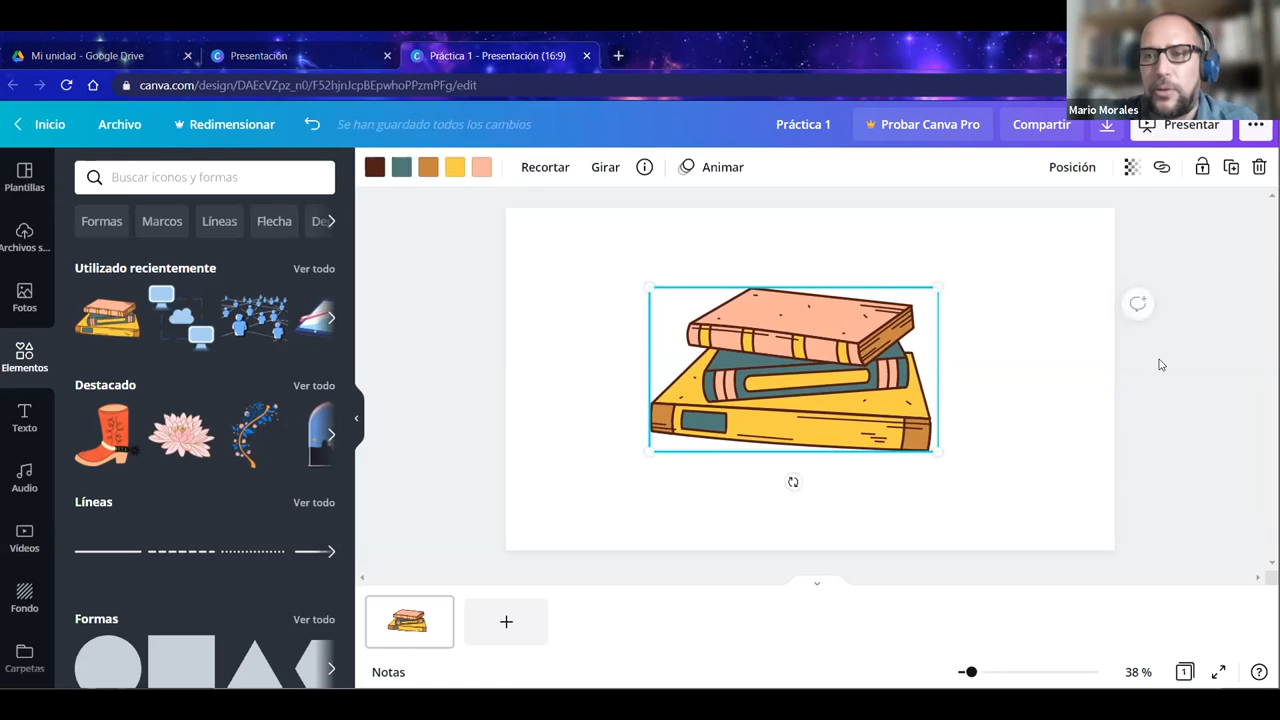 Mi unidad - Google Drive
Presentación
Práctica 1 - Presentación (16:9)
canva.com/design/DAEcVZpz_n0/F52hjnJcpBEpwhoPPzmPFg/edit
Mario Morales
Inicio
Archivo
Redimensionar
Se han guardado todos los cambios
Práctica 1
Probar Canva Pro
Compartir
Presentar
Plantillas
Archivos s...
Fotos
Elementos
Texto
Audio
Vídeos
Fondo
Carpetas
Buscar iconos y formas
Formas
Marcos
Líneas
Flecha
De
Utilizado recientemente
Ver todo
Destacado
Ver todo
Líneas
Ver todo
Formas
Ver todo
Recortar
Girar
Animar
Posición
Notas
38 %
1